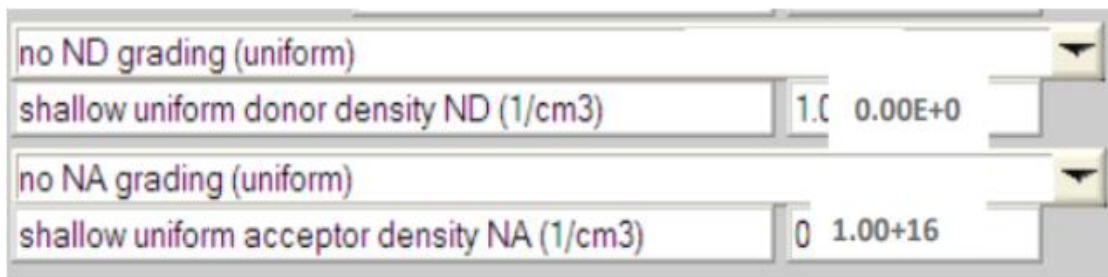 no ND grading (uniform)
shallow uniform donor density ND (1/cm3) 1.0 0.00E+0
no NA grading (uniform)
shallow uniform acceptor density NA (1/cm3) 0 1.00+16